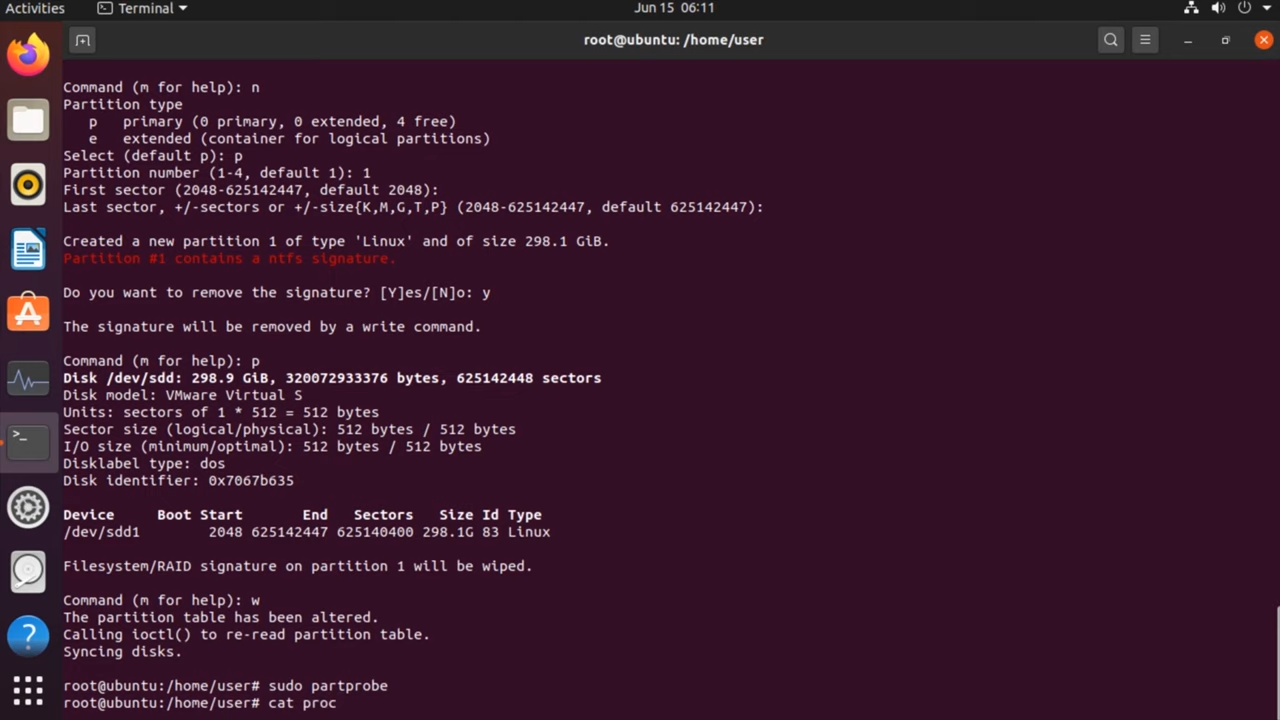 Activities Terminal Jun 15 06:11
root@ubuntu: /home/user
Command (m for help): n
Partition type
p primary (0 primary, 0 extended, 4 free)
e extended (container for logical partitions)
Select (default p): p
Partition number (1-4, default 1): 1
First sector (2048-625142447, default 2048):
Last sector, +/-sectors or +/-size{K,M,G,T,P} (2048-625142447, default 625142447):
Created a new partition 1 of type 'Linux' and of size 298.1 GiB.
Partition #1 contains a ntfs signature.
Do you want to remove the signature? [Y]es/[N]o: y
The signature will be removed by a write command.
Command (m for help): p
Disk /dev/sdd: 298.9 GiB, 320072933376 bytes, 625142448 sectors
Disk model: VMware Virtual S
Units: sectors of 1 * 512 = 512 bytes
Sector size (logical/physical): 512 bytes / 512 bytes
I/O size (minimum/optimal): 512 bytes / 512 bytes
Disklabel type: dos
Disk identifier: 0x7067b635
Device Boot Start End Sectors Size Id Type
/dev/sdd1 2048 625142447 625140400 298.1G 83 Linux
Filesystem/RAID signature on partition 1 will be wiped.
Command (m for help): w
The partition table has been altered.
Calling ioctl() to re-read partition table.
Syncing disks.
root@ubuntu:/home/user# sudo partprobe
root@ubuntu:/home/user# cat proc